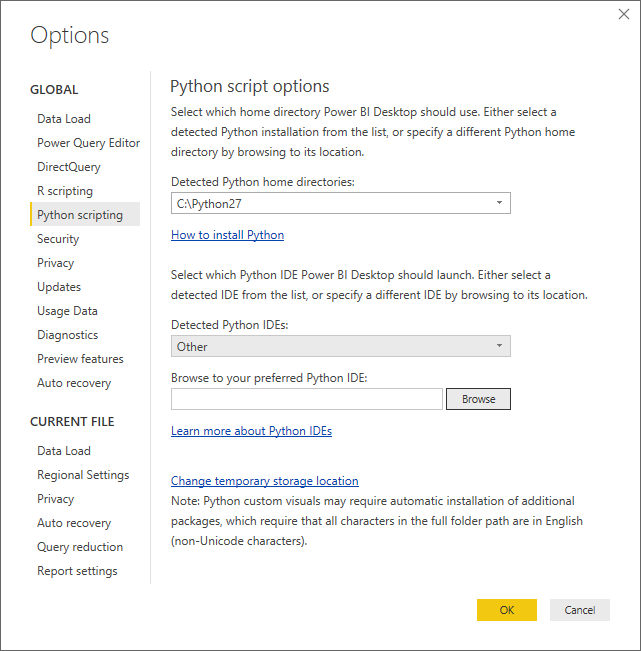 Options
GLOBAL
Data Load
Power Query Editor
DirectQuery
R scripting
Python scripting
Security
Privacy
Updates
Usage Data
Diagnostics
Preview features
Auto recovery
CURRENT FILE
Data Load
Regional Settings
Privacy
Auto recovery
Query reduction
Report settings
Python script options
Select which home directory Power BI Desktop should use. Either select a
detected Python installation from the list, or specify a different Python home
directory by browsing to its location.
Detected Python home directories:
C:\Python27
How to install Python
Select which Python IDE Power BI Desktop should launch. Either select a
detected IDE from the list, or specify a different IDE by browsing to its location.
Detected Python IDEs:
Other
Browse to your preferred Python IDE:
Browse
Learn more about Python IDEs
Change temporary storage location
Note: Python custom visuals may require automatic installation of additional
packages, which require that all characters in the full folder path are in English
(non-Unicode characters).
OK
Cancel